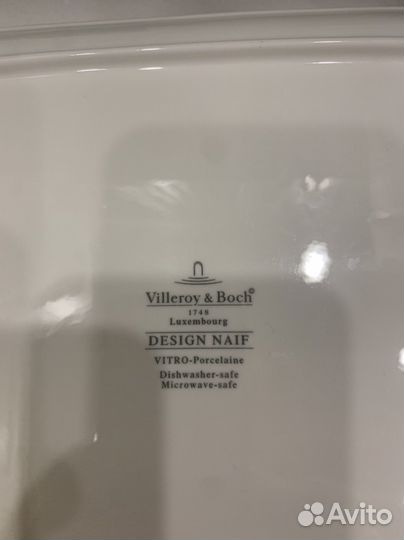 Villeroy & Boch©
1748
Luxembourg
DESIGN NAIF
VITRO-Porcelaine
Dishwasher-safe
Microwave-safe
Avito